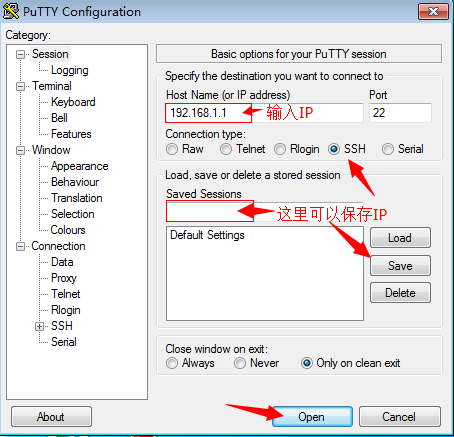 PuTTY Configuration
Category:
Session
Logging
Terminal
Keyboard
Bell
Features
Window
Appearance
Behaviour
Translation
Selection
Colours
Connection
Data
Proxy
Telnet
Rlogin
SSH
Serial
Basic options for your PuTTY session
Specify the destination you want to connect to
Host Name (or IP address) Port
192.168.1.1 输入IP 22
Connection type:
Raw Telnet Rlogin SSH Serial
Load, save or delete a stored session
Saved Sessions
这里可以保存IP
Default Settings
Load
Save
Delete
Close window on exit:
Always Never Only on clean exit
About Open Cancel